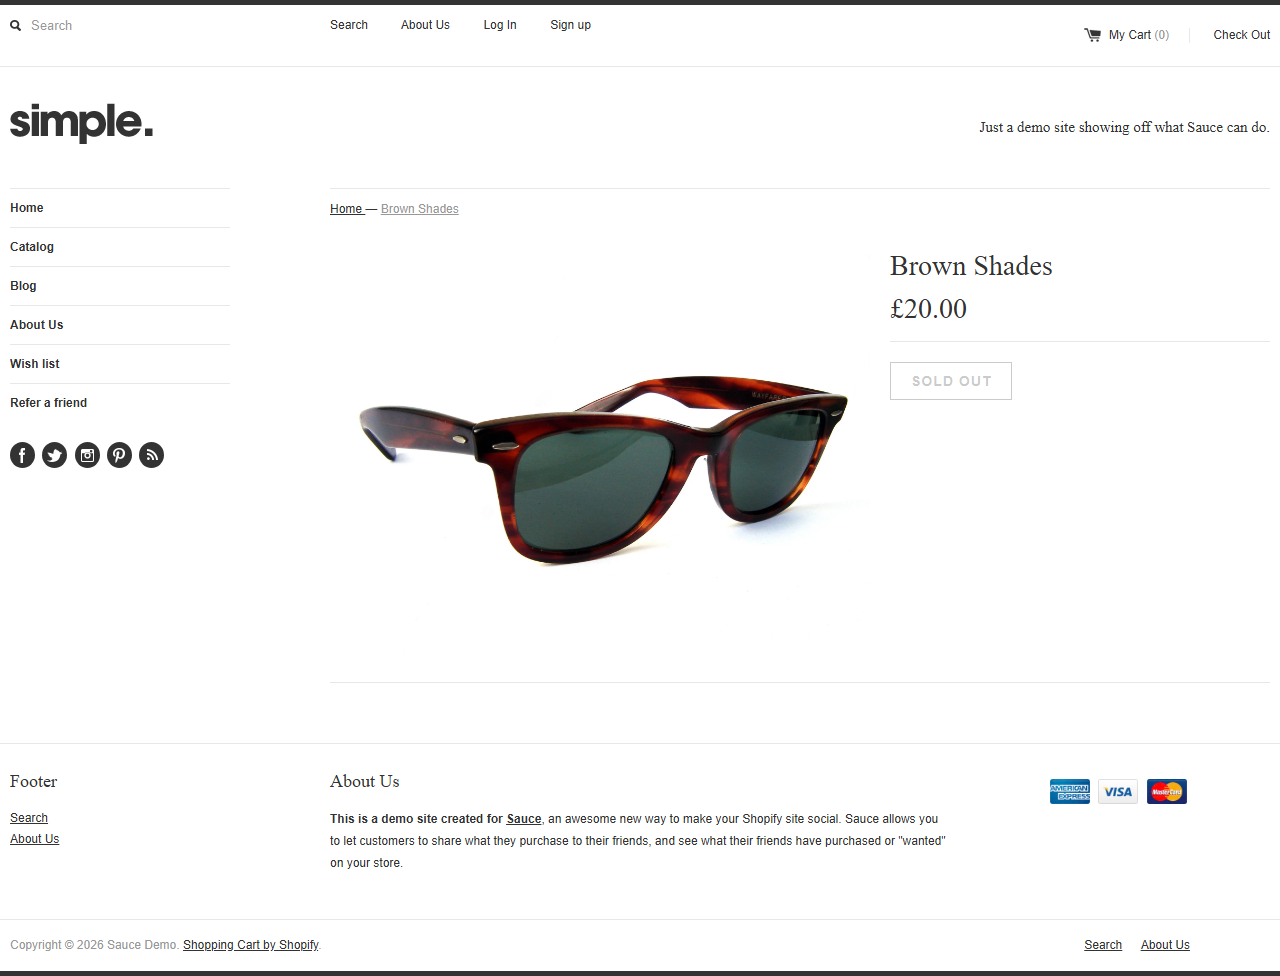 Search
Search About Us Log In Sign up
My Cart (0) Check Out
simple.
Just a demo site showing off what Sauce can do.
Home
Catalog
Blog
About Us
Wish list
Refer a friend
Home — Brown Shades
Brown Shades
£20.00
SOLD OUT
Footer
Search
About Us
About Us
This is a demo site created for Sauce, an awesome new way to make your Shopify site social. Sauce allows you
to let customers to share what they purchase to their friends, and see what their friends have purchased or "wanted"
on your store.
AMERICAN EXPRESS
VISA
MasterCard
Copyright © 2026 Sauce Demo. Shopping Cart by Shopify.
Search About Us